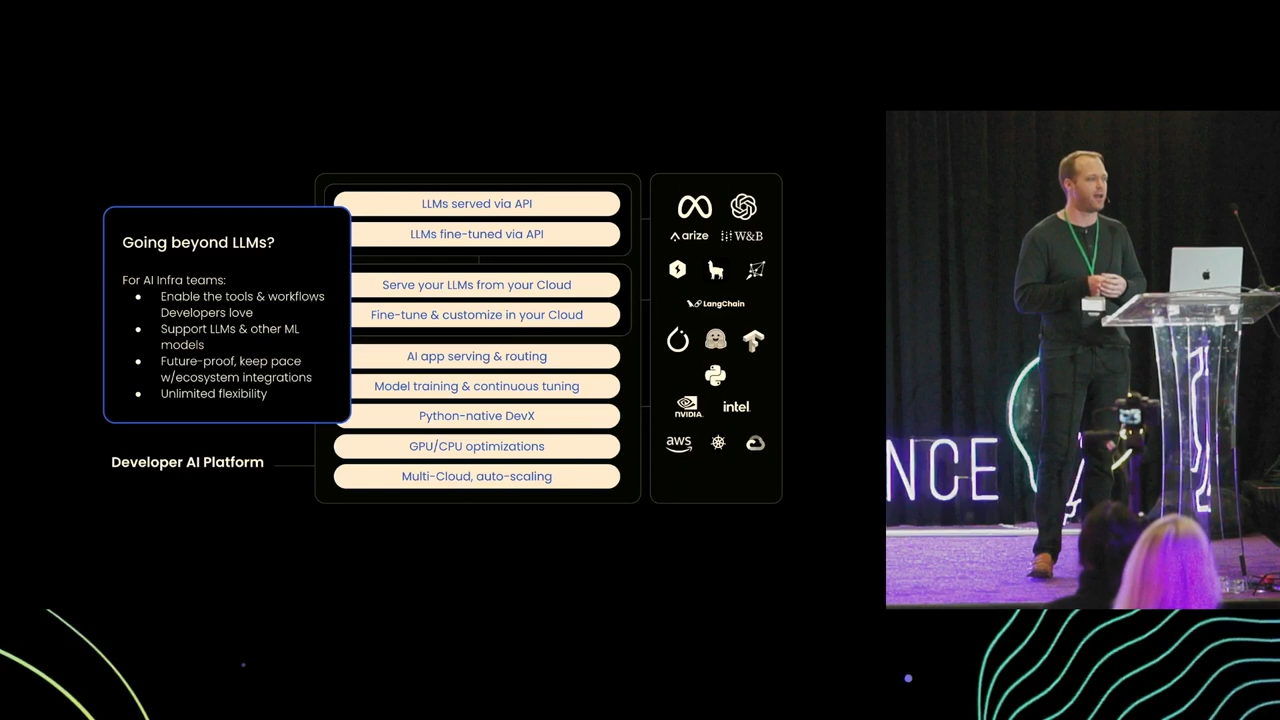 Going beyond LLMs?
For AI Infra teams:
● Enable the tools & workflows
Developers love
● Support LLMs & other ML
models
● Future-proof, keep pace
w/ecosystem integrations
● Unlimited flexibility
Developer AI Platform
LLMs served via API
LLMs fine-tuned via API
Serve your LLMs from your Cloud
Fine-tune & customize in your Cloud
AI app serving & routing
Model training & continuous tuning
Python-native DevX
GPU/CPU optimizations
Multi-Cloud, auto-scaling
arize W&B
LangChain
NVIDIA. intel.
aws
NCE